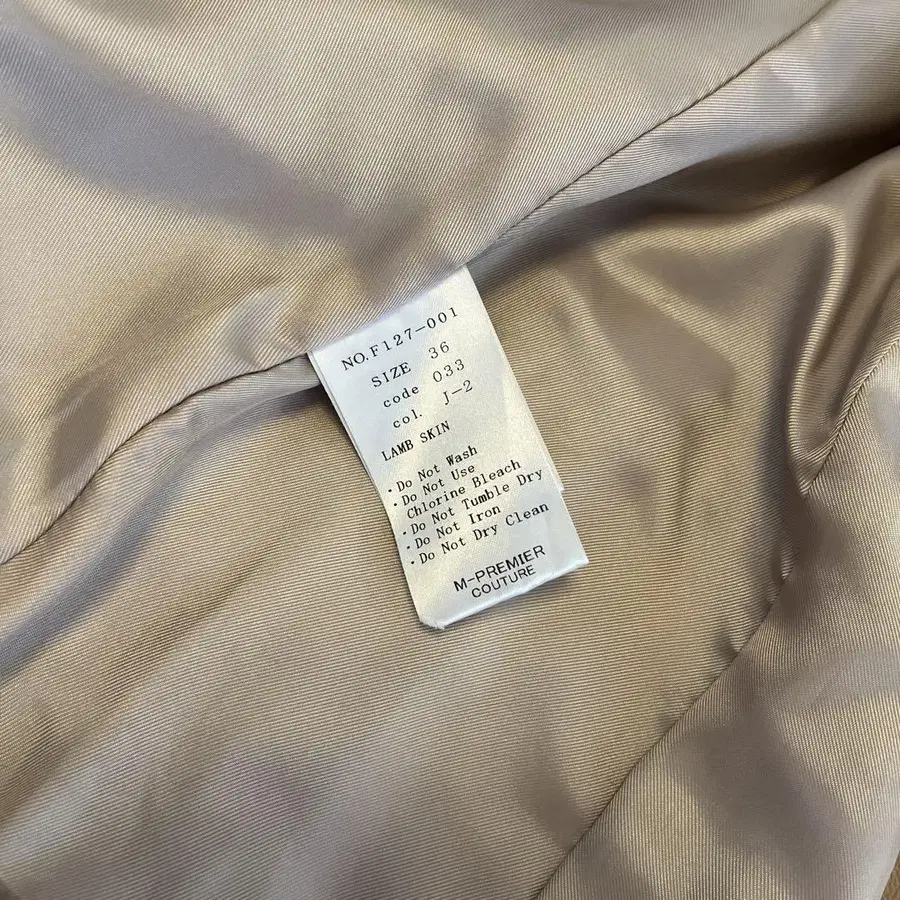 NO.F127-001
SIZE 36
code 033
col. J-2
LAMB SKIN
・Do Not Wash
・Do Not Use
Chlorine Bleach
・Do Not Tumble Dry
・Do Not Iron
・Do Not Dry Clean
M-PREMIER
COUTURE